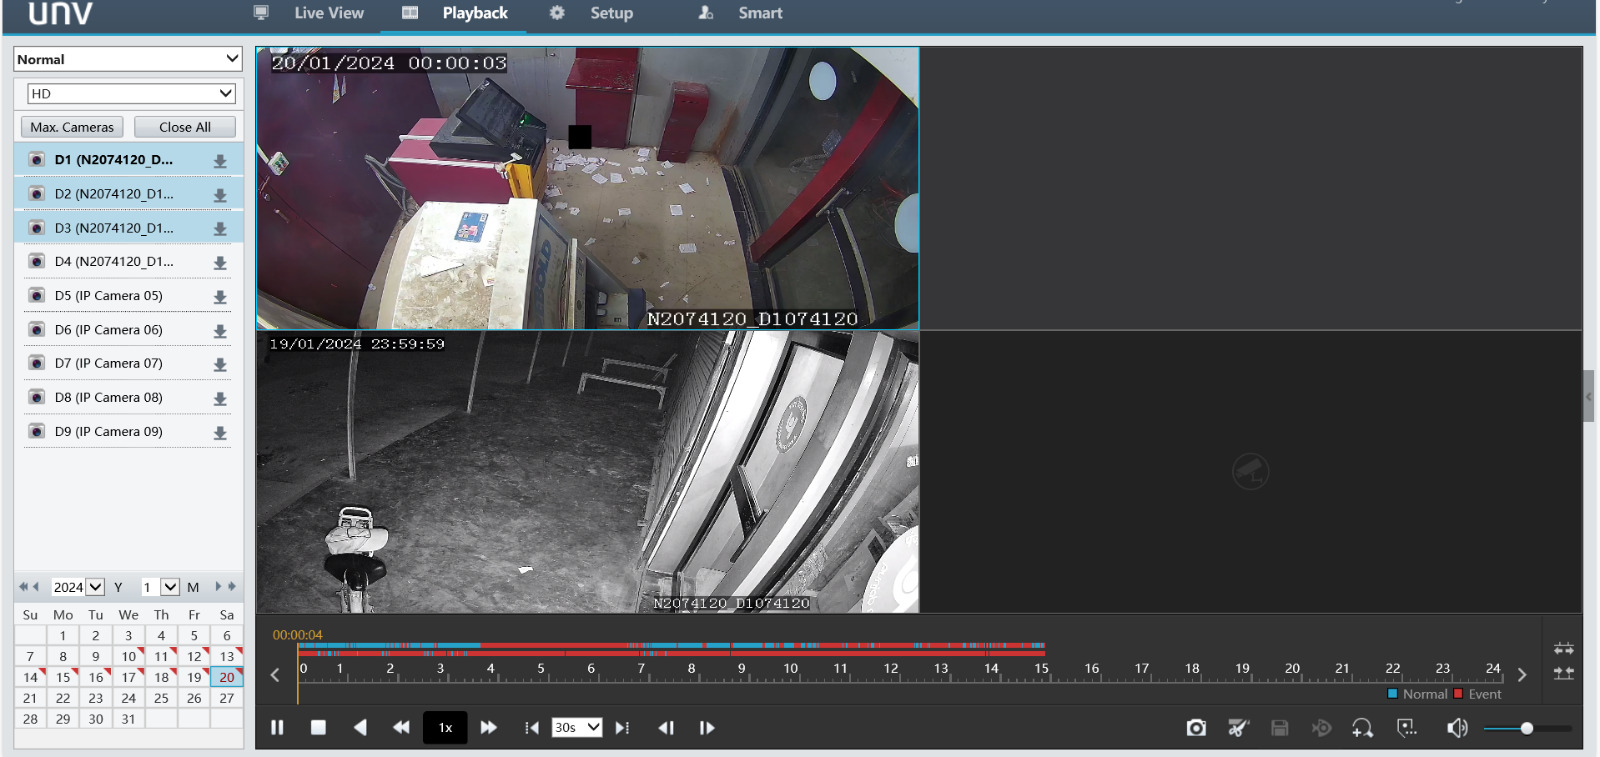 unv
Live View
Playback
Setup
Smart
Normal
HD
Max. Cameras
Close All
D1 (N2074120_D...
D2 (N2074120_D1...
D3 (N2074120_D1...
D4 (N2074120_D1...
D5 (IP Camera 05)
D6 (IP Camera 06)
D7 (IP Camera 07)
D8 (IP Camera 08)
D9 (IP Camera 09)
2024 Y 1 M
Su Mo Tu We Th Fr Sa
1 2 3 4 5 6
7 8 9 10 11 12 13
14 15 16 17 18 19 20
21 22 23 24 25 26 27
28 29 30 31
20/01/2024 00:00:03
N2074120_D1074120
19/01/2024 23:59:59
N2074120_D1074120
00:00:04
0 1 2 3 4 5 6 7 8 9 10 11 12 13 14 15 16 17 18 19 20 21 22 23 24
Normal Event
1x
30s